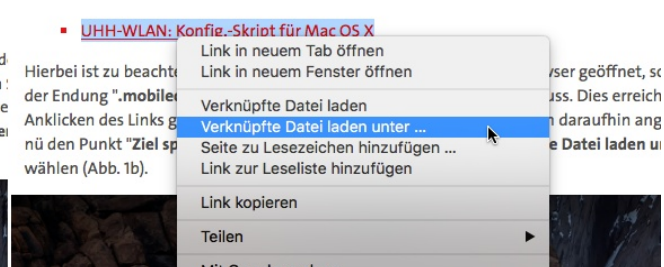 UHH-WLAN: Konfig.-Skript für Mac OS X
Link in neuem Tab öffnen
Hierbei ist zu beachte
ser geöffnet, so
Link in neuem Fenster öffnen
der Endung ".mobile
uss. Dies erreich
Verknüpfte Datei laden
Anklicken des Links g
n daraufhin ang
Verknüpfte Datei laden unter ...
nü den Punkt "Ziel sp
e Datei laden u
Seite zu Lesezeichen hinzufügen ...
wählen (Abb. 1b).
Link zur Leseliste hinzufügen
Link kopieren
Teilen